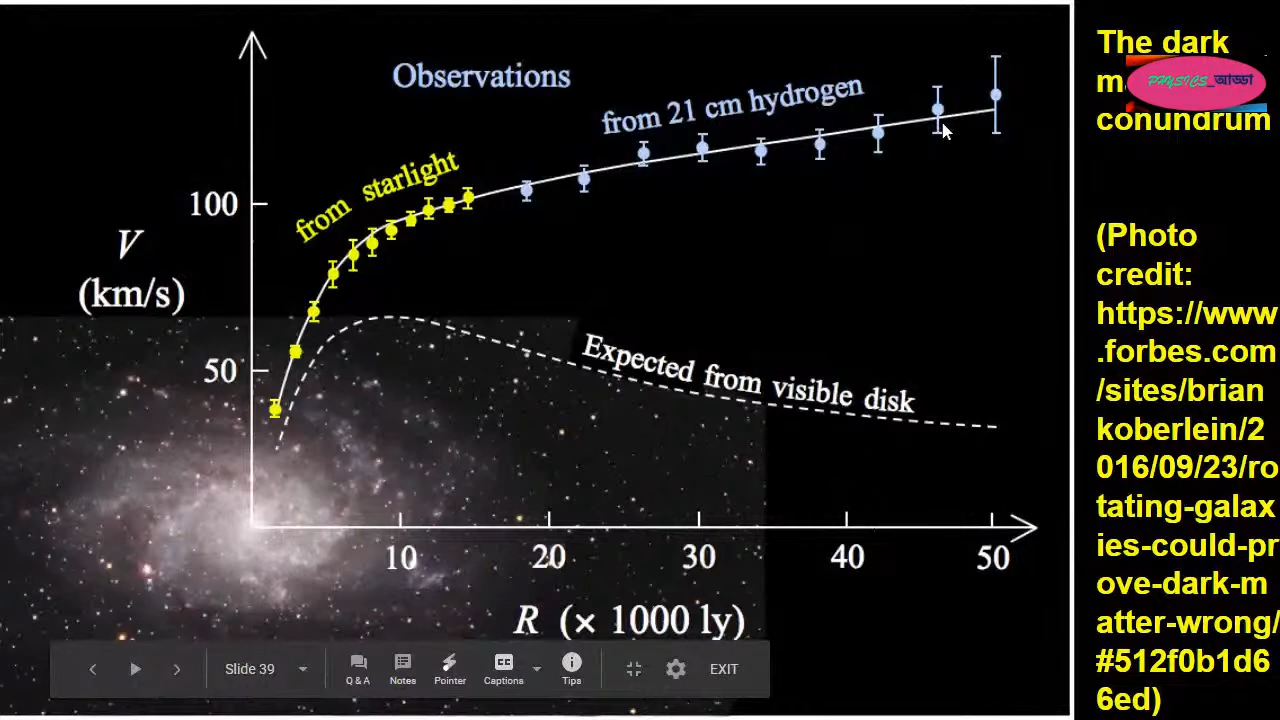 Observations
from 21 cm hydrogen
from starlight
100
V
(km/s)
50
Expected from visible disk
10
20
30
40
50
R (× 1000 ly)
The dark
m
PHYSICS_আড্ডা
conundrum
(Photo
credit:
https://www
.forbes.com
/sites/brian
koberlein/2
016/09/23/ro
tating-galax
ies-could-pr
ove-dark-m
atter-wrong/
#512f0b1d6
6ed)
Slide 39
Q & A
Notes
Pointer
CC
Captions
Tips
EXIT